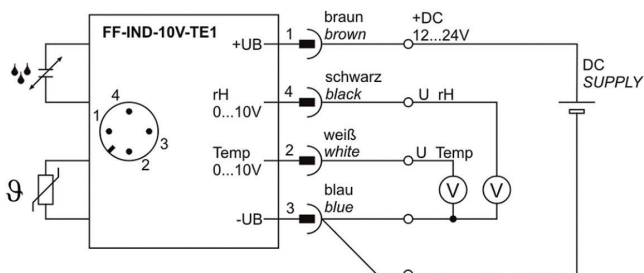 FF-IND-10V-TE1
+UB
1
braun
brown
+DC
12...24V
DC
SUPPLY
rH
0...10V
4
schwarz
black
U rH
4
1
3
2
Temp
0...10V
2
weiß
white
U Temp
V
V
ϑ
-UB
3
blau
blue